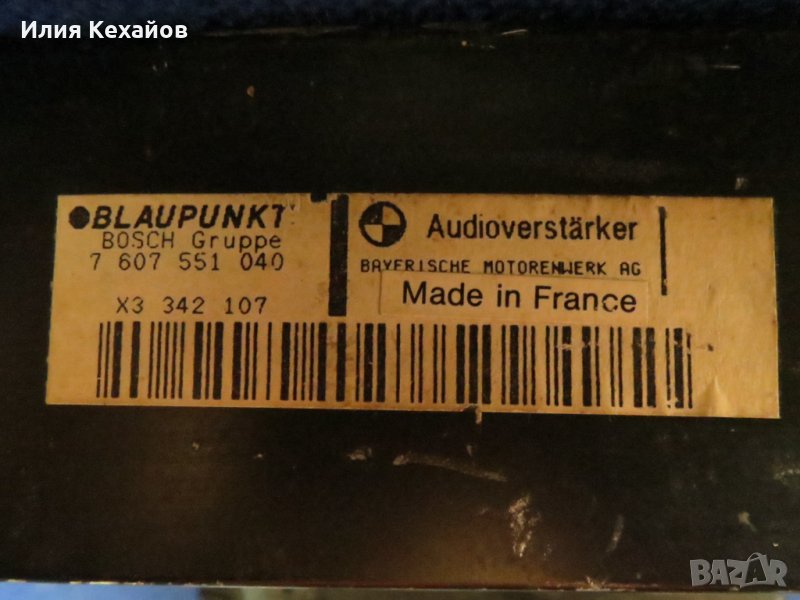 Илия Кехайов
BLAUPUNKT
BOSCH Gruppe
7 607 551 040
X3 342 107
Audioverstärker
BAYERISCHE MOTORENWERK AG
Made in France
BAZAR